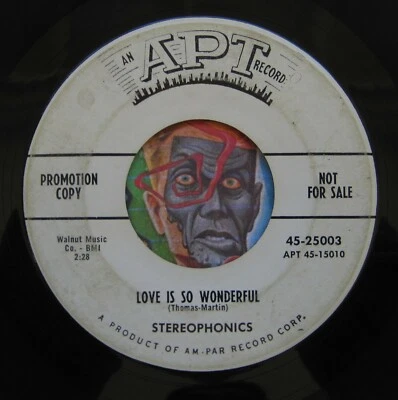 AN APT RECORD
PROMOTION COPY
NOT FOR SALE
Walnut Music
Co. - BMI
2:28
45-25003
APT 45-15010
LOVE IS SO WONDERFUL
(Thomas-Martin)
STEREOPHONICS
A PRODUCT OF AM-PAR RECORD CORP.